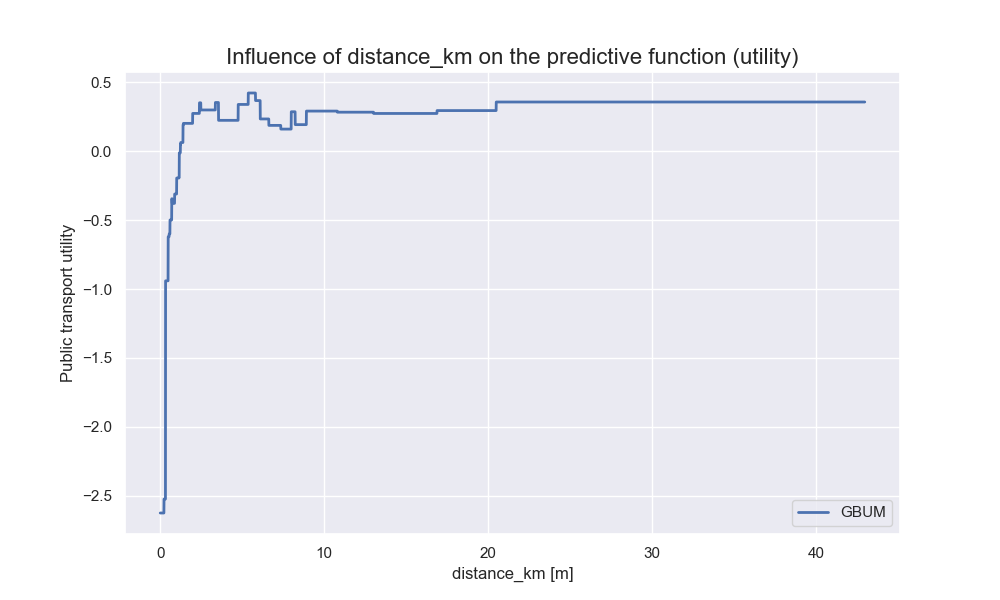 Influence of distance_km on the predictive function (utility)
Public transport utility
0.5
0.0
−0.5
−1.0
−1.5
−2.0
−2.5
0 10 20 30 40
distance_km [m]
GBUM